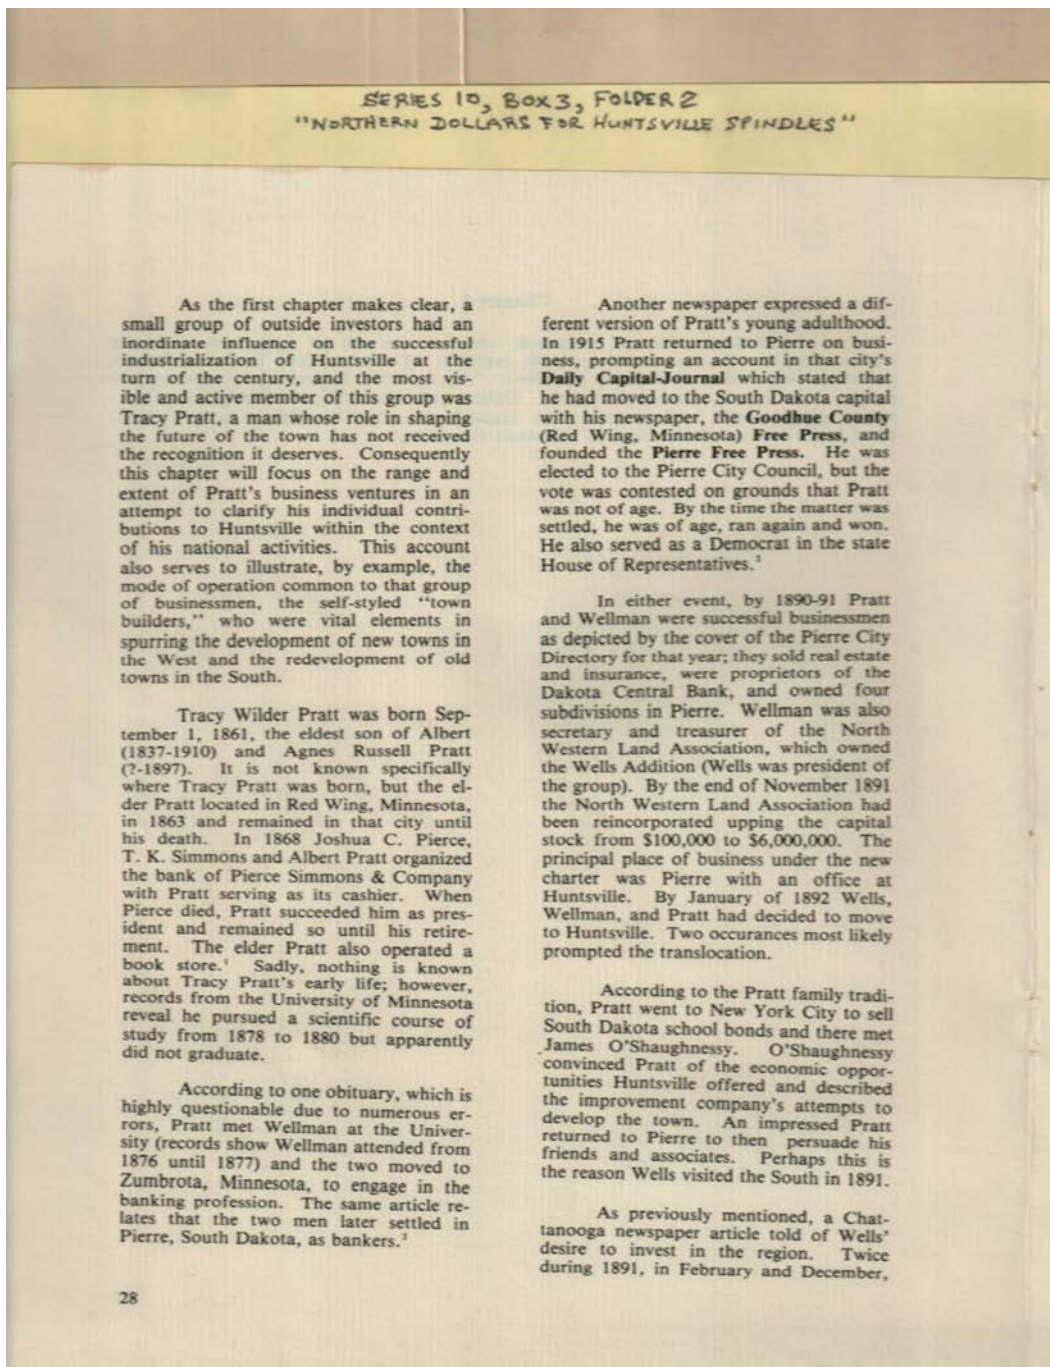 SERIES 10, BOX 3, FOLDER 2
"NORTHERN DOLLARS FOR HUNTSVILLE SPINDLES"
As the first chapter makes clear, a
small group of outside investors had an
inordinate influence on the successful
industrialization of Huntsville at the
turn of the century, and the most vis-
ible and active member of this group was
Tracy Pratt, a man whose role in shaping
the future of the town has not received
the recognition it deserves. Consequently
this chapter will focus on the range and
extent of Pratt's business ventures in an
attempt to clarify his individual contri-
butions to Huntsville within the context
of his national activities. This account
also serves to illustrate, by example, the
mode of operation common to that group
of businessmen, the self-styled "town
builders," who were vital elements in
spurring the development of new towns in
the West and the redevelopment of old
towns in the South.
Tracy Wilder Pratt was born Sep-
tember 1, 1861, the eldest son of Albert
(1837-1910) and Agnes Russell Pratt
(?-1897). It is not known specifically
where Tracy Pratt was born, but the el-
der Pratt located in Red Wing, Minnesota,
in 1863 and remained in that city until
his death. In 1868 Joshua C. Pierce,
T. K. Simmons and Albert Pratt organized
the bank of Pierce Simmons & Company
with Pratt serving as its cashier. When
Pierce died, Pratt succeeded him as pres-
ident and remained so until his retire-
ment. The elder Pratt also operated a
book store.¹ Sadly, nothing is known
about Tracy Pratt's early life; however,
records from the University of Minnesota
reveal he pursued a scientific course of
study from 1878 to 1880 but apparently
did not graduate.
According to one obituary, which is
highly questionable due to numerous er-
rors, Pratt met Wellman at the Univer-
sity (records show Wellman attended from
1876 until 1877) and the two moved to
Zumbrota, Minnesota, to engage in the
banking profession. The same article re-
lates that the two men later settled in
Pierre, South Dakota, as bankers.²
28
Another newspaper expressed a dif-
ferent version of Pratt's young adulthood.
In 1915 Pratt returned to Pierre on busi-
ness, prompting an account in that city's
Daily Capital-Journal which stated that
he had moved to the South Dakota capital
with his newspaper, the Goodhue County
(Red Wing, Minnesota) Free Press, and
founded the Pierre Free Press. He was
elected to the Pierre City Council, but the
vote was contested on grounds that Pratt
was not of age. By the time the matter was
settled, he was of age, ran again and won.
He also served as a Democrat in the state
House of Representatives.³
In either event, by 1890-91 Pratt
and Wellman were successful businessmen
as depicted by the cover of the Pierre City
Directory for that year; they sold real estate
and insurance, were proprietors of the
Dakota Central Bank, and owned four
subdivisions in Pierre. Wellman was also
secretary and treasurer of the North
Western Land Association, which owned
the Wells Addition (Wells was president of
the group). By the end of November 1891
the North Western Land Association had
been reincorporated upping the capital
stock from $100,000 to $6,000,000. The
principal place of business under the new
charter was Pierre with an office at
Huntsville. By January of 1892 Wells,
Wellman, and Pratt had decided to move
to Huntsville. Two occurances most likely
prompted the translocation.
According to the Pratt family tradi-
tion, Pratt went to New York City to sell
South Dakota school bonds and there met
James O'Shaughnessy. O'Shaughnessy
convinced Pratt of the economic oppor-
tunities Huntsville offered and described
the improvement company's attempts to
develop the town. An impressed Pratt
returned to Pierre to then persuade his
friends and associates. Perhaps this is
the reason Wells visited the South in 1891.
As previously mentioned, a Chat-
tanooga newspaper article told of Wells'
desire to invest in the region. Twice
during 1891, in February and December,